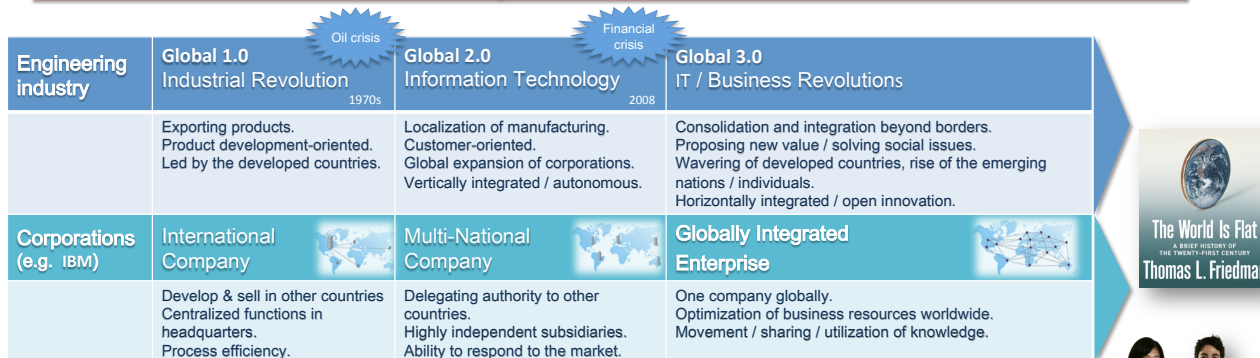 Oil crisis
Financial
crisis
Engineering
industry
Global 1.0
Industrial Revolution
1970s
Global 2.0
Information Technology
2008
Global 3.0
IT / Business Revolutions
Exporting products.
Product development-oriented.
Led by the developed countries.
Localization of manufacturing.
Customer-oriented.
Global expansion of corporations.
Vertically integrated / autonomous.
Consolidation and integration beyond borders.
Proposing new value / solving social issues.
Wavering of developed countries, rise of the emerging
nations / individuals.
Horizontally integrated / open innovation.
Corporations
(e.g. IBM)
International
Company
Multi-National
Company
Globally Integrated
Enterprise
Develop & sell in other countries
Centralized functions in
headquarters.
Process efficiency.
Delegating authority to other
countries.
Highly independent subsidiaries.
Ability to respond to the market.
One company globally.
Optimization of business resources worldwide.
Movement / sharing / utilization of knowledge.
The World Is Flat
A BRIEF HISTORY OF
THE TWENTY-FIRST CENTURY
Thomas L. Friedma